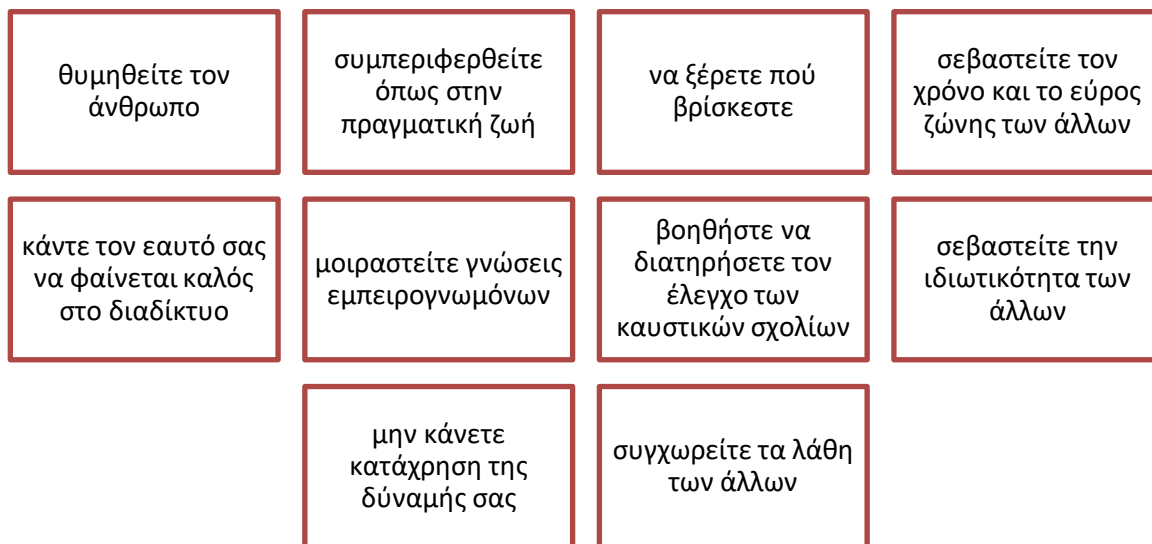 θυμηθείτε τον
άνθρωπο
συμπεριφερθείτε
όπως στην
πραγματική ζωή
να ξέρετε πού
βρίσκεστε
σεβαστείτε τον
χρόνο και το εύρος
ζώνης των άλλων
κάντε τον εαυτό σας
να φαίνεται καλός
στο διαδίκτυο
μοιραστείτε γνώσεις
εμπειρογνωμόνων
βοηθήστε να
διατηρήσετε τον
έλεγχο των
καυστικών σχολίων
σεβαστείτε την
ιδιωτικότητα των
άλλων
μην κάνετε
κατάχρηση της
δύναμής σας
συγχωρείτε τα λάθη
των άλλων